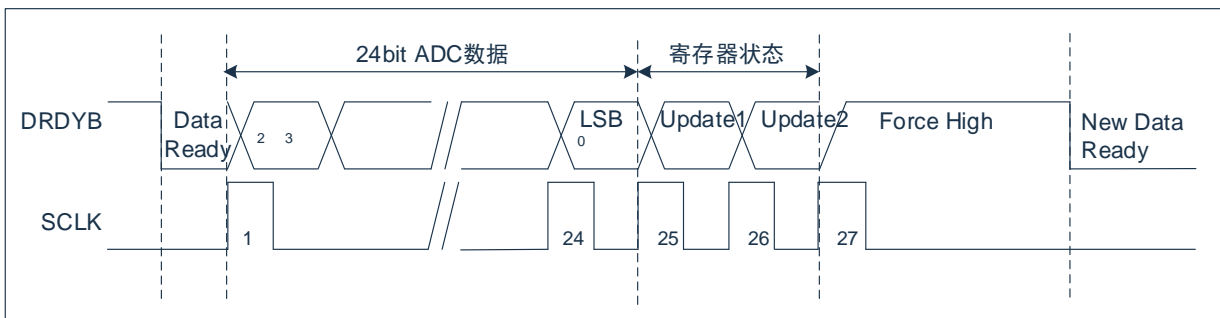 24bit ADC数据
寄存器状态
DRDYB
Data
Ready
2 3
LSB
0
Update1
Update2
Force High
New Data
Ready
SCLK
1
24
25
26
27